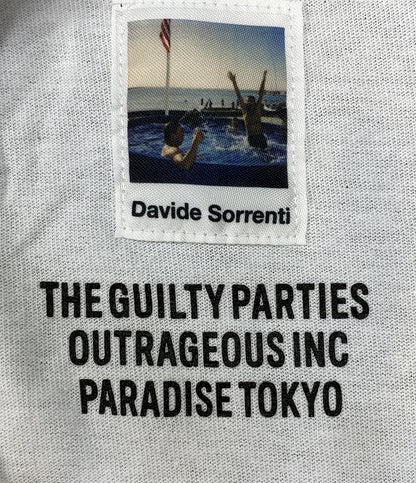 Davide Sorrenti
THE GUILTY PARTIES
OUTRAGEOUS INC
PARADISE TOKYO